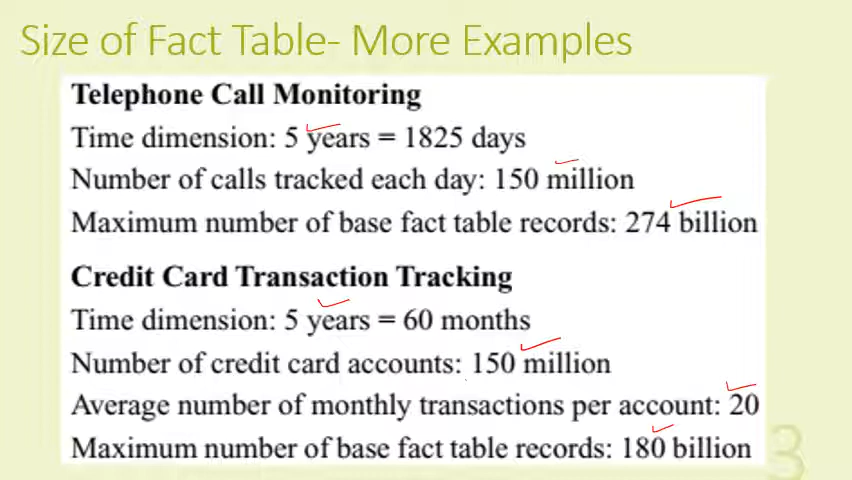 Size of Fact Table- More Examples
Telephone Call Monitoring
Time dimension: 5 years = 1825 days
Number of calls tracked each day: 150 million
Maximum number of base fact table records: 274 billion
Credit Card Transaction Tracking
Time dimension: 5 years = 60 months
Number of credit card accounts: 150 million
Average number of monthly transactions per account: 20
Maximum number of base fact table records: 180 billion
3